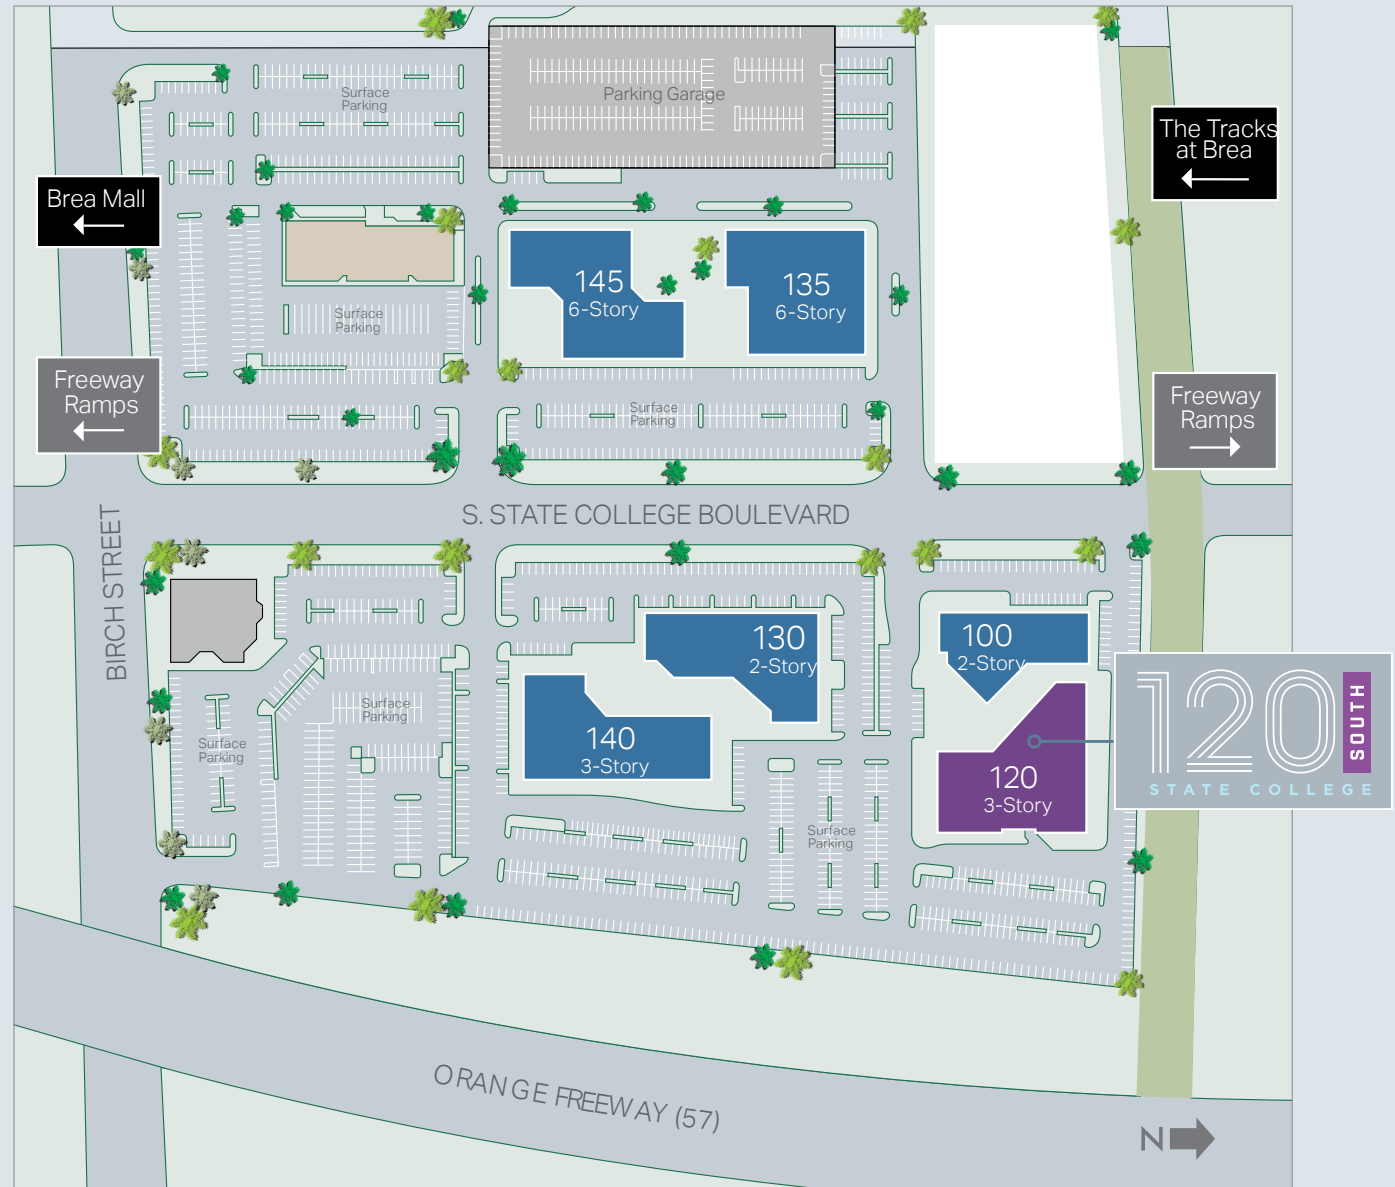 Surface
Parking
Parking Garage
The Tracks
at Brea
Brea Mall
145
6-Story
135
6-Story
Surface
Parking
Freeway
Ramps
Surface
Parking
Freeway
Ramps
S. STATE COLLEGE BOULEVARD
BIRCH STREET
130
2-Story
100
2-Story
120
SOUTH
STATE COLLEGE
Surface
Parking
Surface
Parking
140
3-Story
120
3-Story
Surface
Parking
ORANGE FREEWAY (57)
N